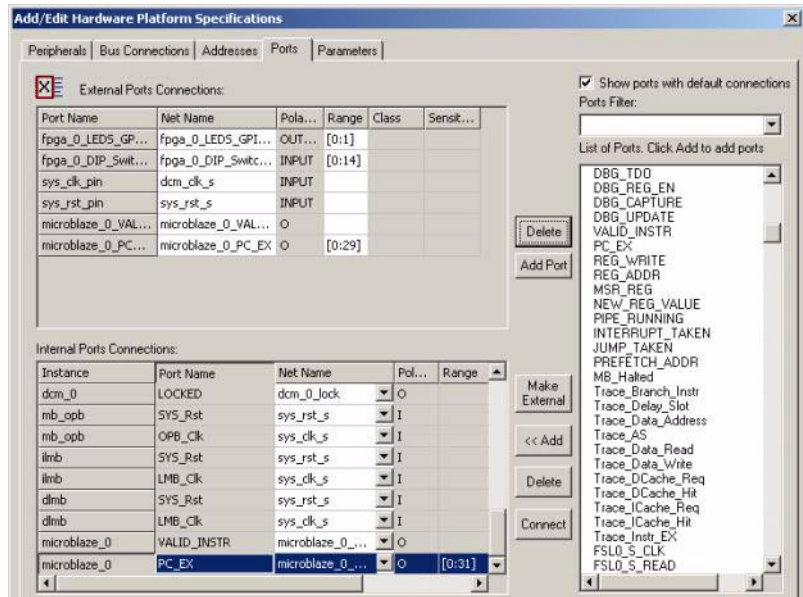 Add/Edit Hardware Platform Specifications
Peripherals Bus Connections Addresses Ports Parameters
External Ports Connections:
Port Name Net Name Pola... Range Class Sensit...
fpga_0_LEDS_GP... fpga_0_LEDS_GPI... OUT... [0:1]
fpga_0_DIP_Swit... fpga_0_DIP_Switc... INPUT [0:14]
sys_clk_pin dcm_clk_s INPUT
sys_rst_pin sys_rst_s INPUT
microblaze_0_VAL... microblaze_0_VAL... O
microblaze_0_PC... microblaze_0_PC_EX O [0:29]
Delete
Add Port
Internal Ports Connections:
Instance Port Name Net Name Pol... Range
dcm_0 LOCKED dcm_0_lock O
mb_opb SYS_Rst sys_rst_s I
mb_opb OPB_Clk sys_clk_s I
ilmb SYS_Rst sys_rst_s I
ilmb LMB_Clk sys_clk_s I
dlmb SYS_Rst sys_rst_s I
dlmb LMB_Clk sys_clk_s I
microblaze_0 VALID_INSTR microblaze_0_... O
microblaze_0 PC_EX microblaze_0_... O [0:31]
Make
External
<< Add
Delete
Connect
Show ports with default connections
Ports Filter:
List of Ports. Click Add to add ports
DBG_TDO
DBG_REG_EN
DBG_CAPTURE
DBG_UPDATE
VALID_INSTR
PC_EX
REG_WRITE
REG_ADDR
MSR_REG
NEW_REG_VALUE
PIPE_RUNNING
INTERRUPT_TAKEN
JUMP_TAKEN
PREFETCH_ADDR
MB_Halted
Trace_Branch_Instr
Trace_Delay_Slot
Trace_Data_Address
Trace_AS
Trace_Data_Read
Trace_Data_Write
Trace_DCache_Req
Trace_DCache_Hit
Trace_ICache_Req
Trace_ICache_Hit
Trace_Instr_EX
FSL0_S_CLK
FSL0_S_READ